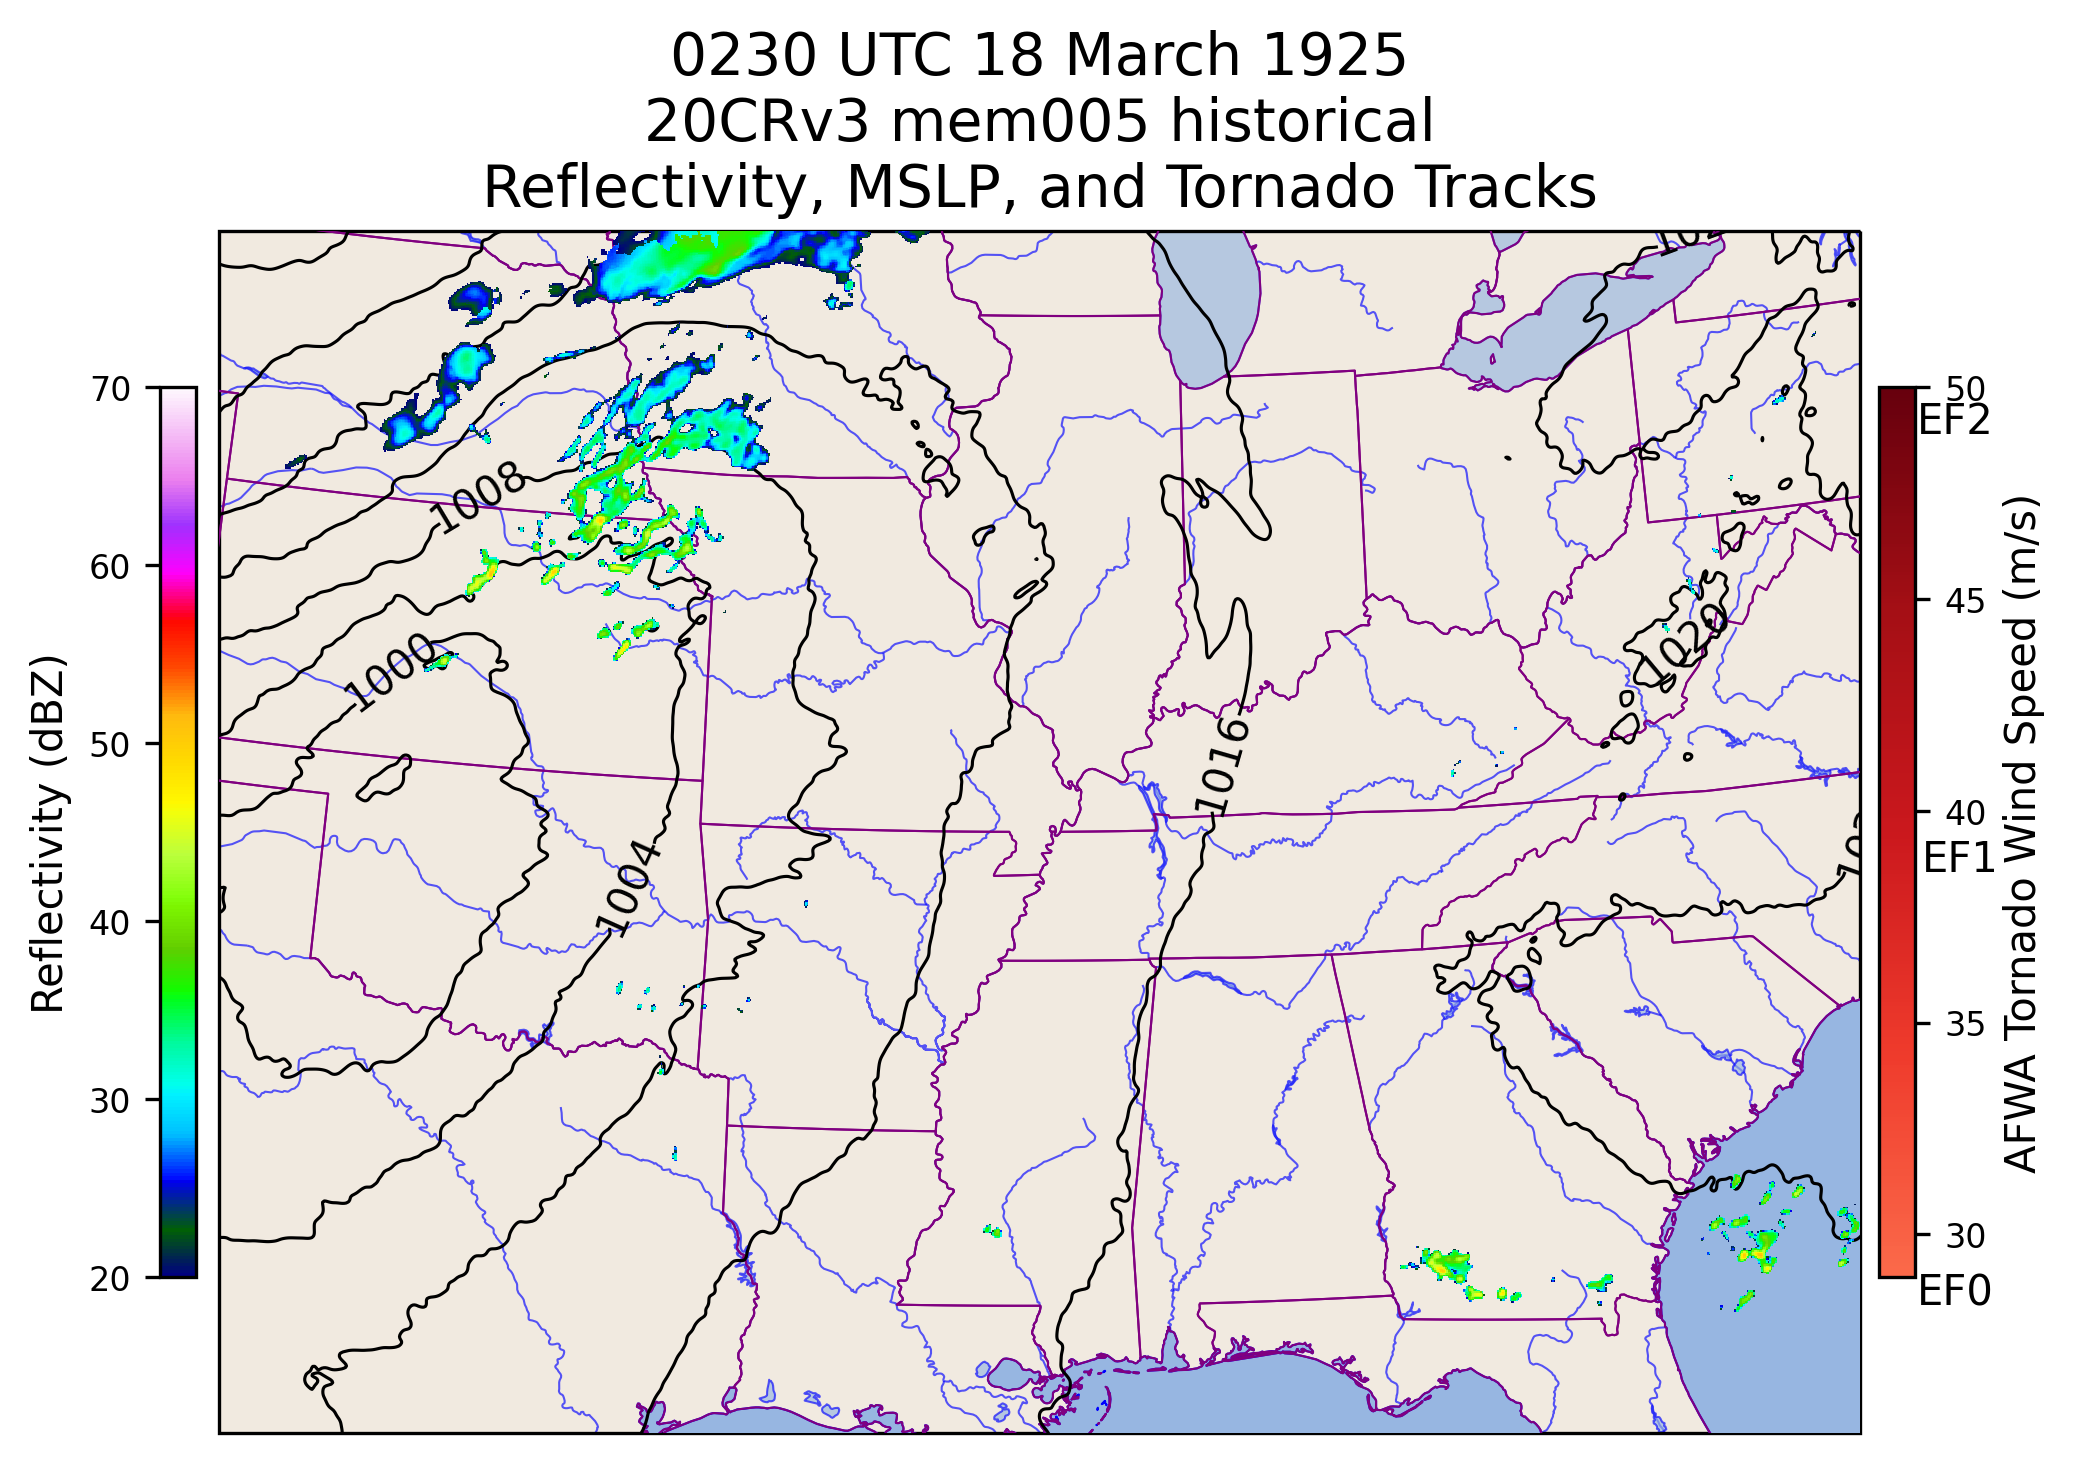 0230 UTC 18 March 1925
20CRv3 mem005 historical
Reflectivity, MSLP, and Tornado Tracks
Reflectivity (dBZ)
70
60
50
40
30
20
1008
1000
1004
1016
1020
50
EF2
45
40
EF1
35
30
EF0
AFWA Tornado Wind Speed (m/s)